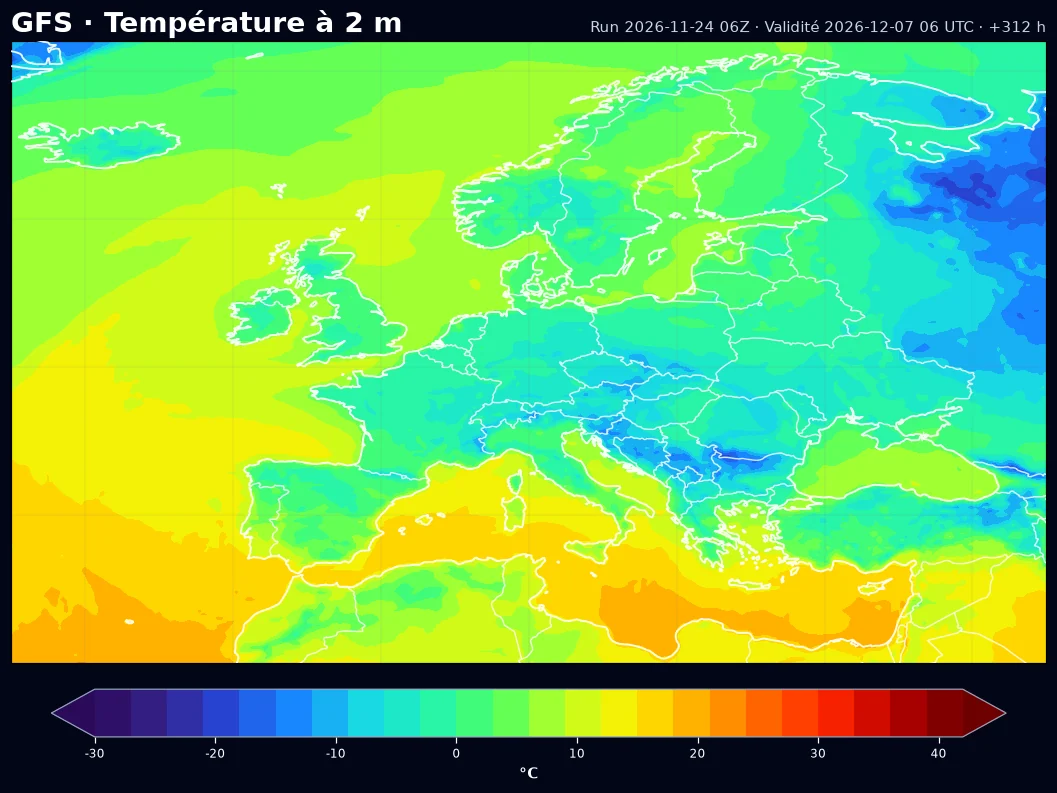 GFS · Température à 2 m
Run 2026-11-24 06Z · Validité 2026-12-07 06 UTC · +312 h
-30 -20 -10 0 10 20 30 40
°C